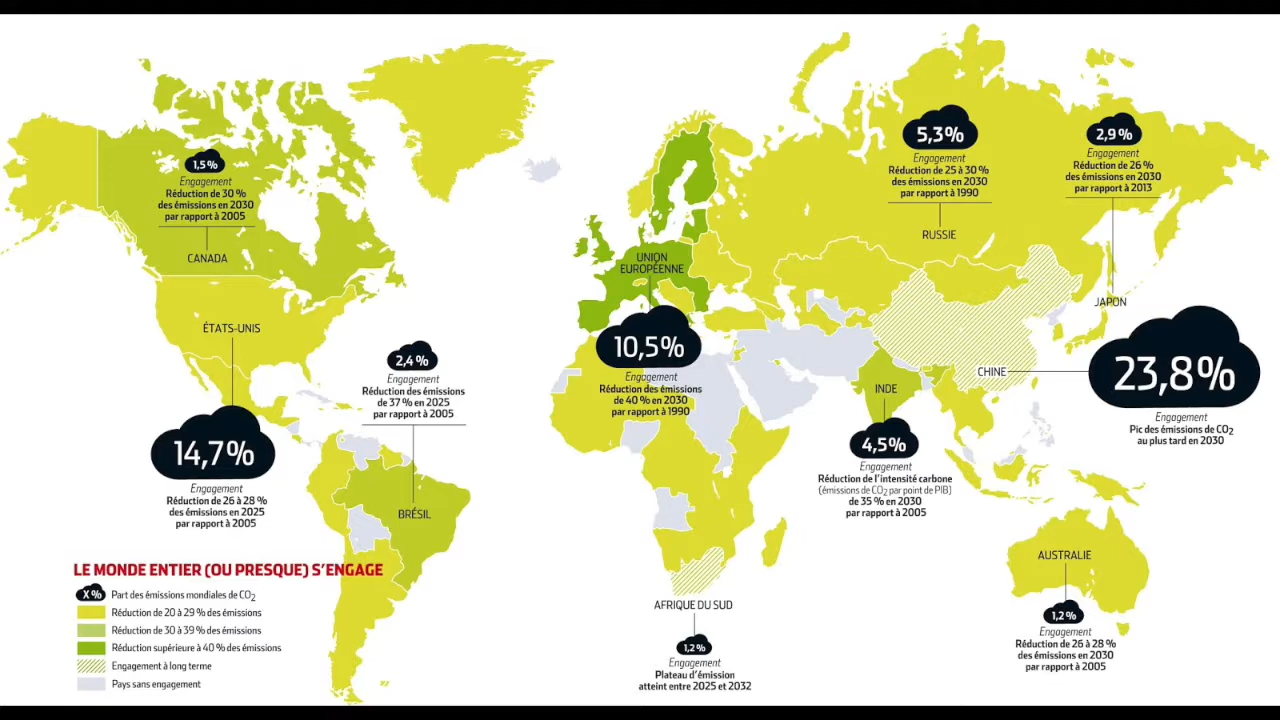 1,5 %
Engagement
Réduction de 30 %
des émissions en 2030
par rapport à 2005
CANADA
5,3%
Engagement
Réduction de 25 à 30 %
des émissions en 2030
par rapport à 1990
RUSSIE
2,9 %
Engagement
Réduction de 26 %
des émissions en 2030
par rapport à 2013
JAPON
UNION
EUROPÉENNE
10,5%
Engagement
Réduction des émissions
de 40 % en 2030
par rapport à 1990
ÉTATS-UNIS
14,7%
Engagement
Réduction de 26 à 28 %
des émissions en 2025
par rapport à 2005
2,4 %
Engagement
Réduction des émissions
de 37 % en 2025
par rapport à 2005
BRÉSIL
CHINE
23,8%
Engagement
Pic des émissions de CO₂
au plus tard en 2030
INDE
4,5%
Engagement
Réduction de l'intensité carbone
(émissions de CO₂ par point de PIB)
de 35 % en 2030
par rapport à 2005
AUSTRALIE
1,2 %
Engagement
Réduction de 26 à 28 %
des émissions en 2030
par rapport à 2005
AFRIQUE DU SUD
1,2 %
Engagement
Plateau d'émission
atteint entre 2025 et 2032
LE MONDE ENTIER (OU PRESQUE) S'ENGAGE
X % Part des émissions mondiales de CO₂
Réduction de 20 à 29 % des émissions
Réduction de 30 à 39 % des émissions
Réduction supérieure à 40 % des émissions
Engagement à long terme
Pays sans engagement